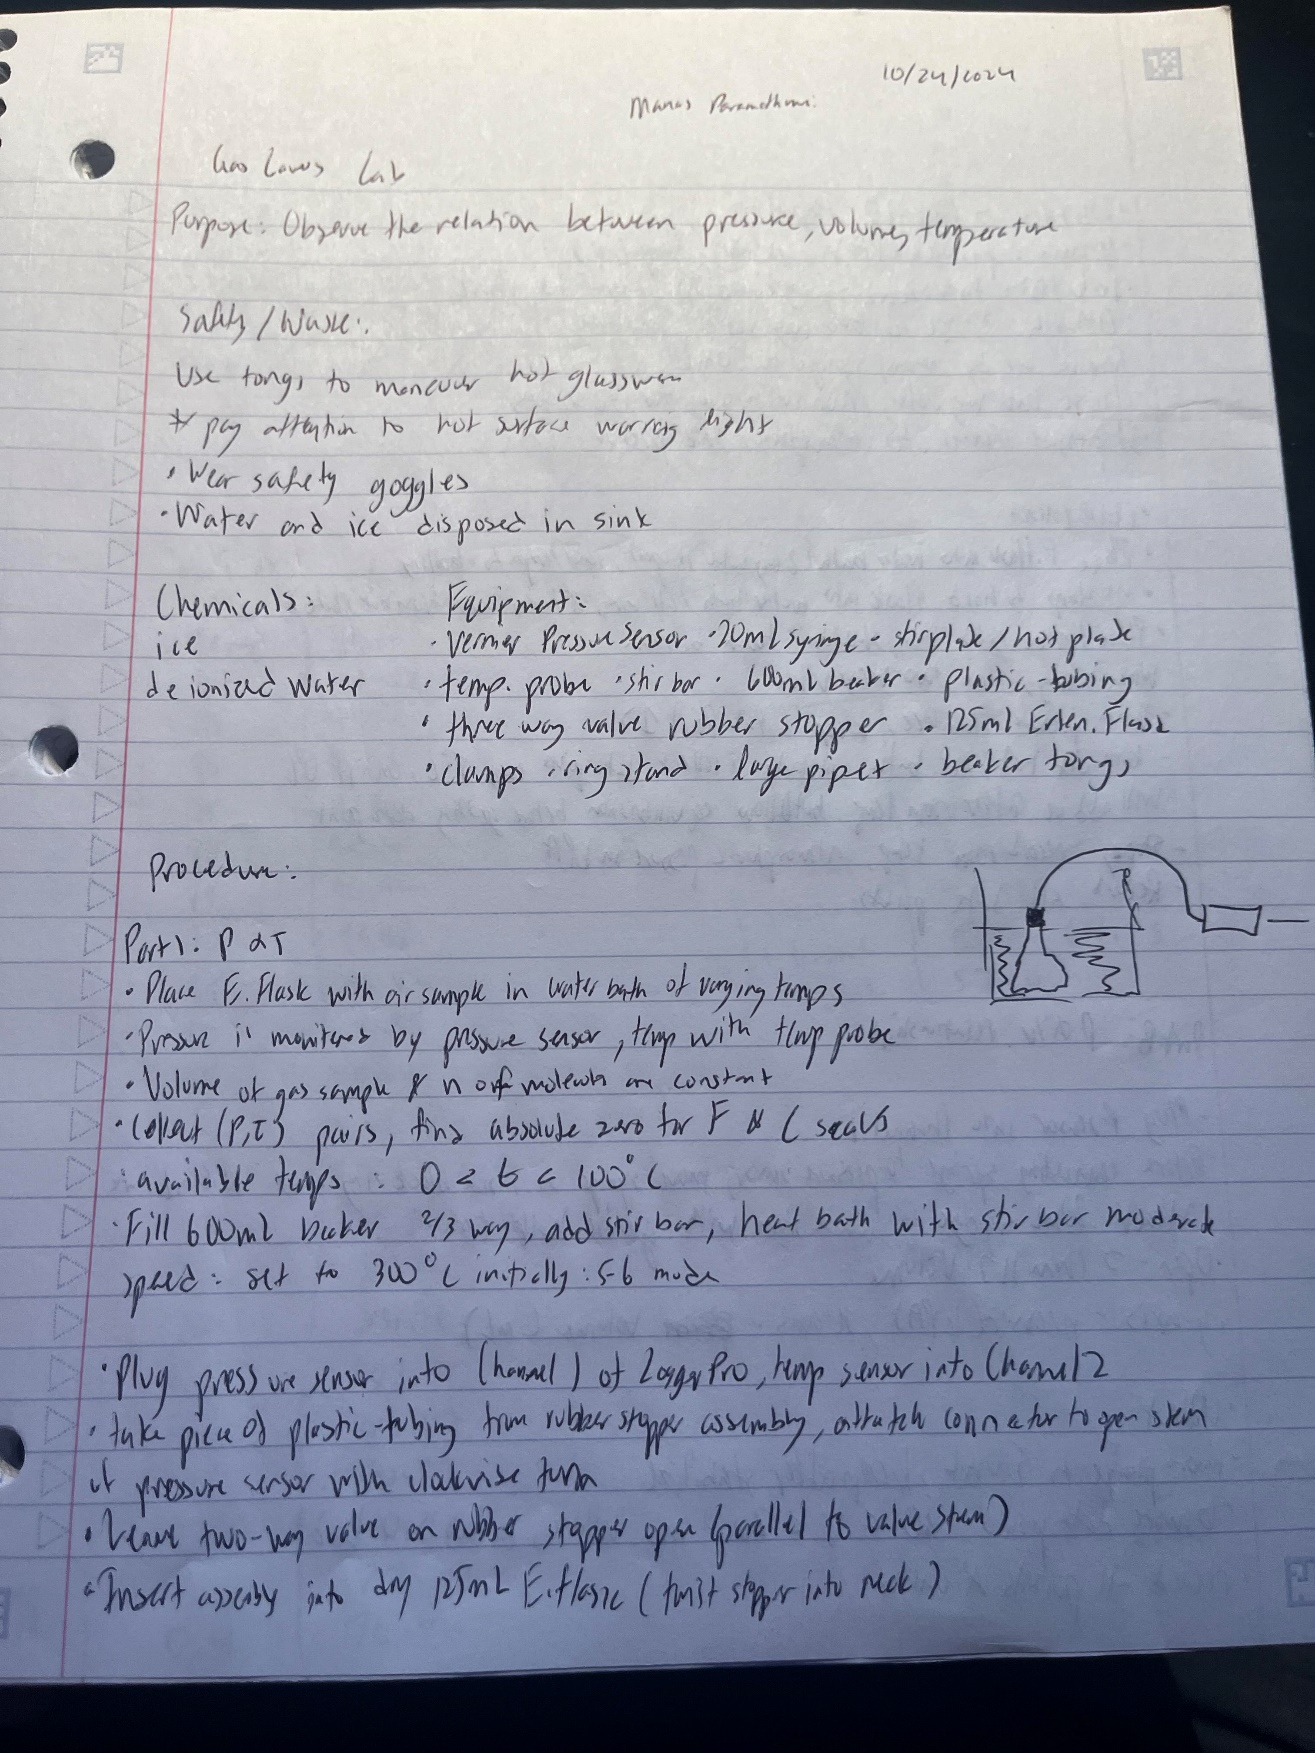 10/24/2024
Manas
Gas Laws Lab
Purpose: Observe the relation between pressure, volume, temperature
Safety/Waste:
Use tongs to maneuver hot glassware
* pay attention to hot surface warning light
• Wear safety goggles
• Water and ice disposed in sink
Chemicals: Equipment:
ice • Vernier Pressure Sensor • 20ml syringe • stirplate/hot plate
deionized water • temp. probe • stir bar • 600ml beaker • plastic-tubing
• three way valve rubber stopper • 125ml Erlen. Flask
• clamps • ring stand • large pipet • beaker tongs
Procedure:
Part 1: P α T
• Place E. flask with air sample in water bath of varying temps
• Pressure is monitored by pressure sensor, temp with temp probe
• Volume of gas sample & n of molecules are constant
• Collect (P,T) pairs, find absolute zero for F & C scales
: available temps : 0 < t < 100°C
• Fill 600ml beaker 2/3 way, add stir bar, heat bath with stir bar moderate
speed: set to 300°C initially: 5-6 mode
• Plug pressure sensor into Channel 1 of LoggerPro, temp sensor into Channel 2
• take piece of plastic-tubing from rubber stopper assembly, attatch connector to open stem
of pressure sensor with clockwise turn
• Leave two-way valve on rubber stopper open (parallel to valve stem)
• Insert assembly into dry 125mL E. flask (twist stopper into neck)